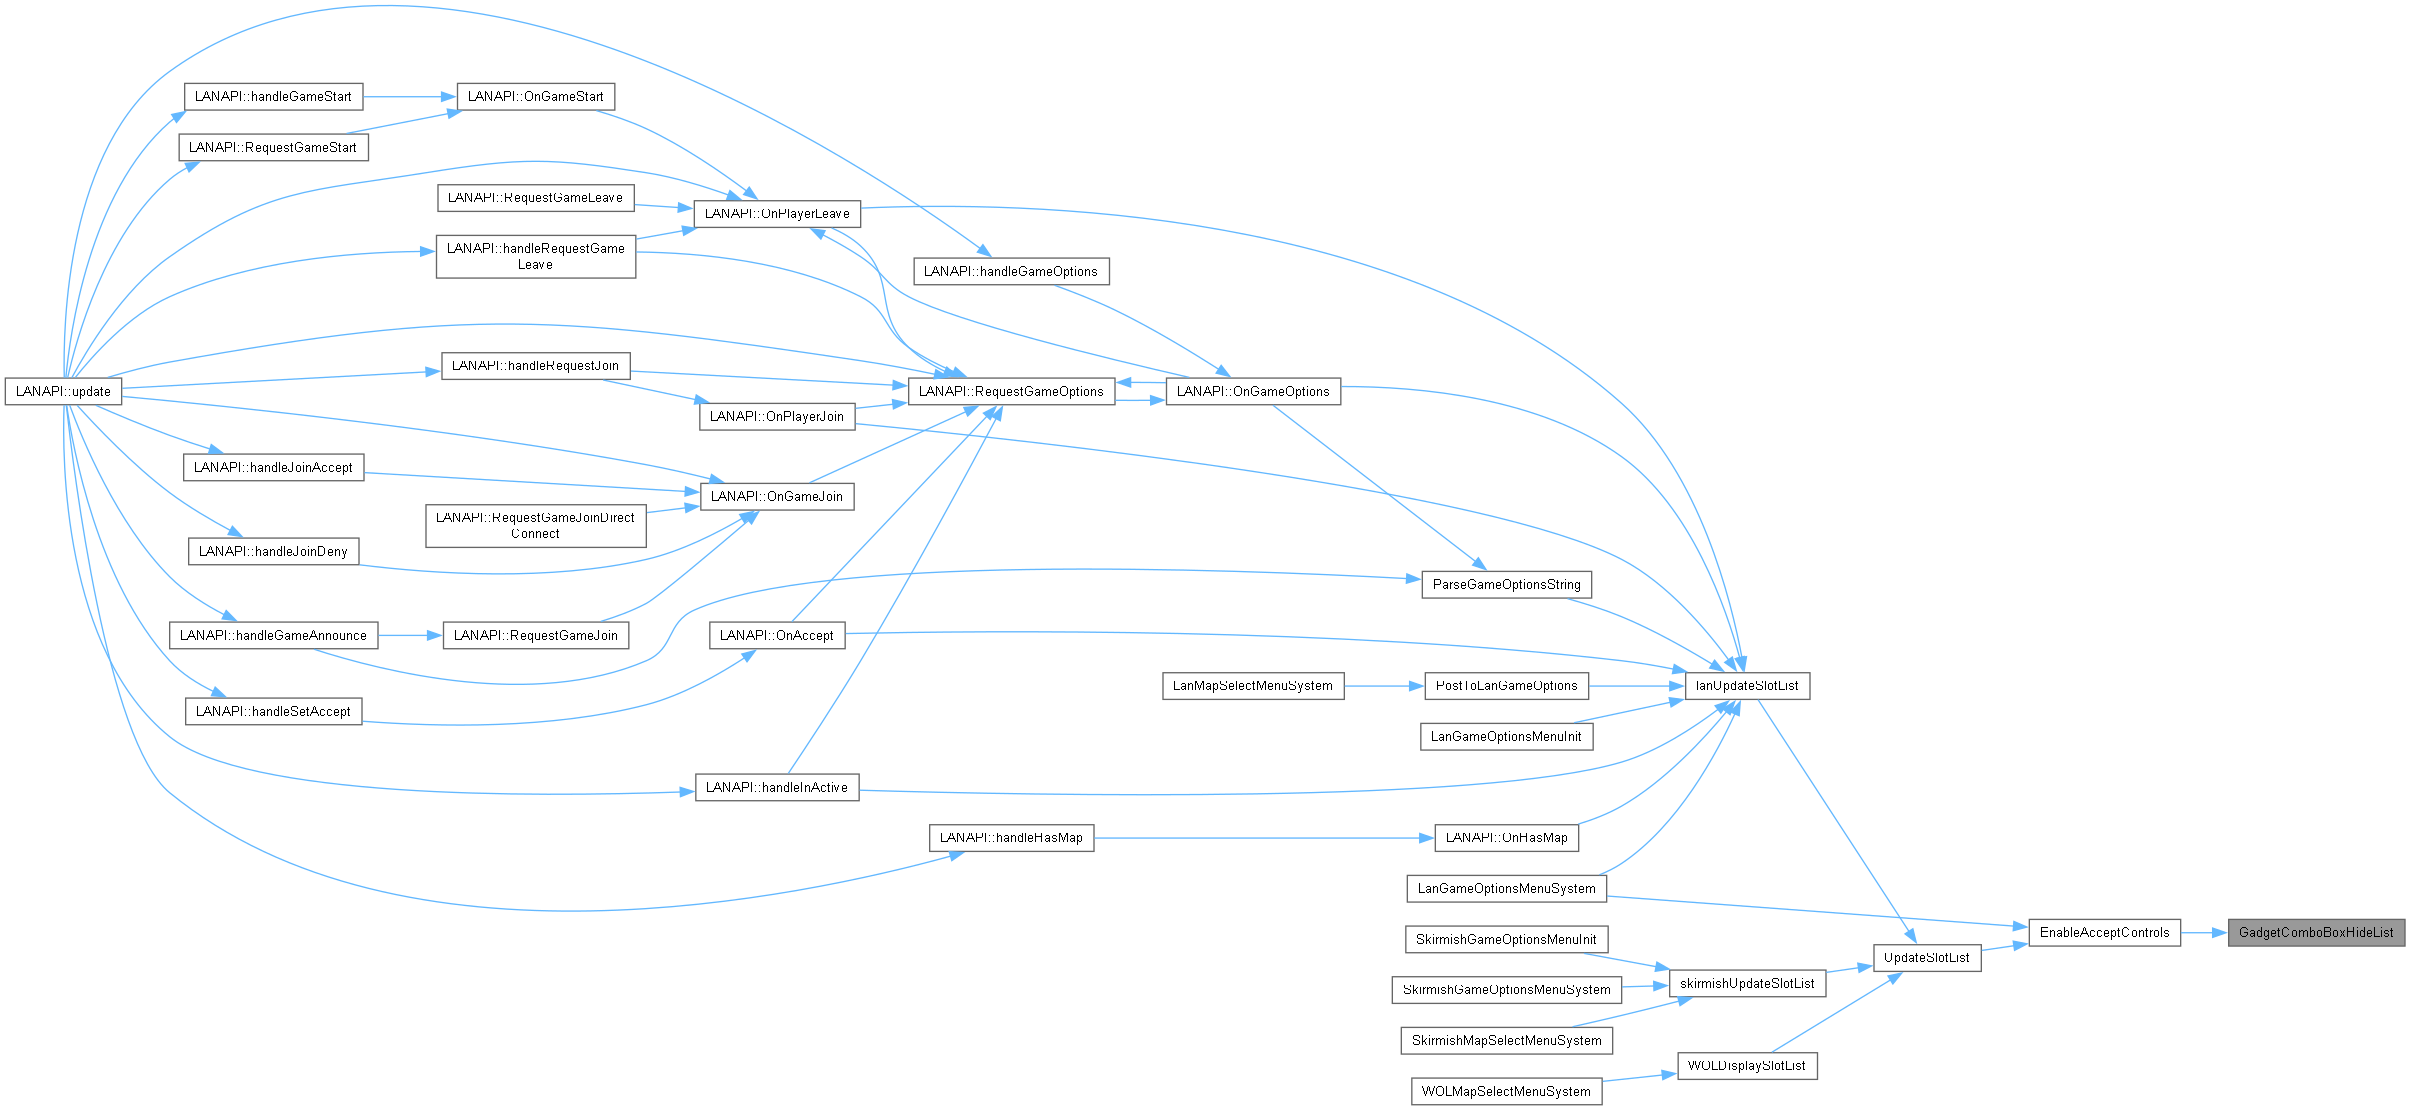 LANAPI::handleGameStart
LANAPI::OnGameStart
LANAPI::RequestGameStart
LANAPI::RequestGameLeave
LANAPI::OnPlayerLeave
LANAPI::handleRequestGame
Leave
LANAPI::handleGameOptions
LANAPI::handleRequestJoin
LANAPI::update
LANAPI::RequestGameOptions
LANAPI::OnGameOptions
LANAPI::OnPlayerJoin
LANAPI::handleJoinAccept
LANAPI::OnGameJoin
LANAPI::RequestGameJoinDirect
Connect
LANAPI::handleJoinDeny
ParseGameOptionsString
LANAPI::handleGameAnnounce
LANAPI::RequestGameJoin
LANAPI::OnAccept
LanMapSelectMenuSystem
PostToLanGameOptions
lanUpdateSlotList
LANAPI::handleSetAccept
LanGameOptionsMenuInit
LANAPI::handleInActive
LANAPI::handleHasMap
LANAPI::OnHasMap
LanGameOptionsMenuSystem
EnableAcceptControls
GadgetComboBoxHideList
SkirmishGameOptionsMenuInit
UpdateSlotList
skirmishUpdateSlotList
SkirmishGameOptionsMenuSystem
SkirmishMapSelectMenuSystem
WOLDisplaySlotList
WOLMapSelectMenuSystem